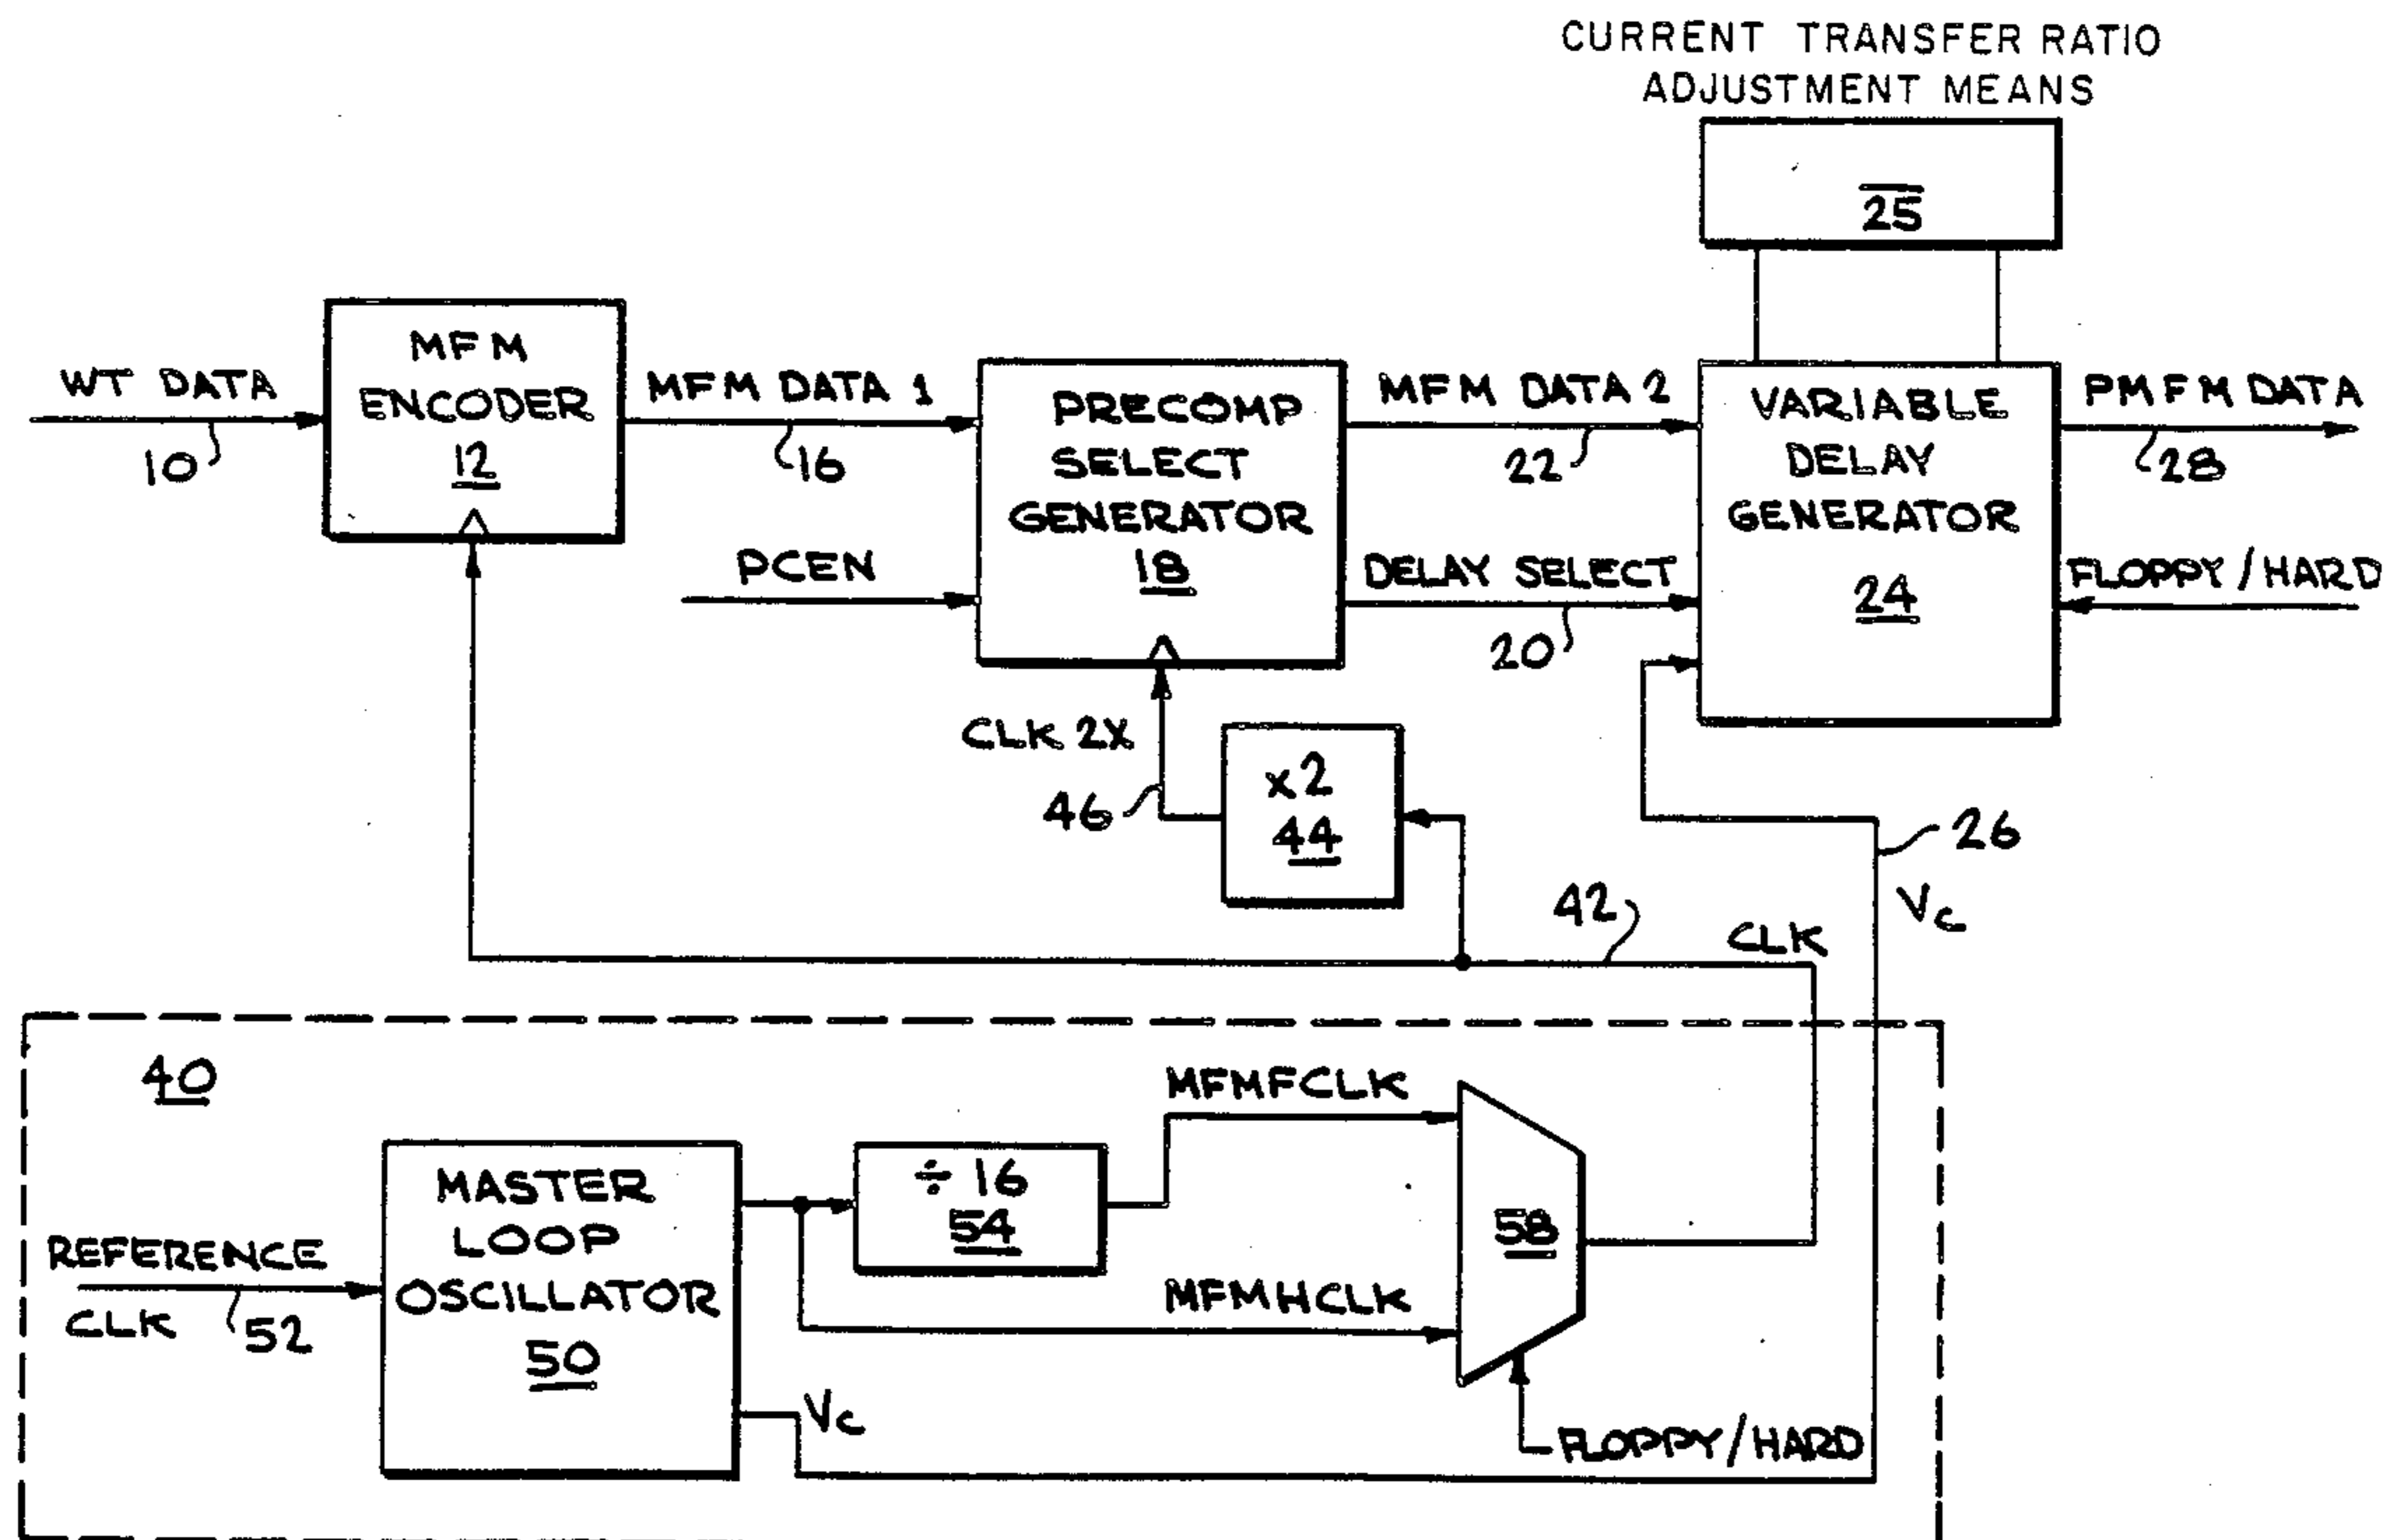 CURRENT TRANSFER RATIO
ADJUSTMENT MEANS
25
WT DATA
10
MFM
ENCODER
12
MFM DATA 1
16
PCEN
PRECOMP
SELECT
GENERATOR
18
MFM DATA 2
22
DELAY SELECT
20
VARIABLE
DELAY
GENERATOR
24
PMFM DATA
28
FLOPPY/HARD
CLK 2X
46
x2
44
26
Vc
42
CLK
40
REFERENCE
CLK
52
MASTER
LOOP
OSCILLATOR
50
÷ 16
54
MFMFCLK
MFMHCLK
58
Vc
FLOPPY/HARD